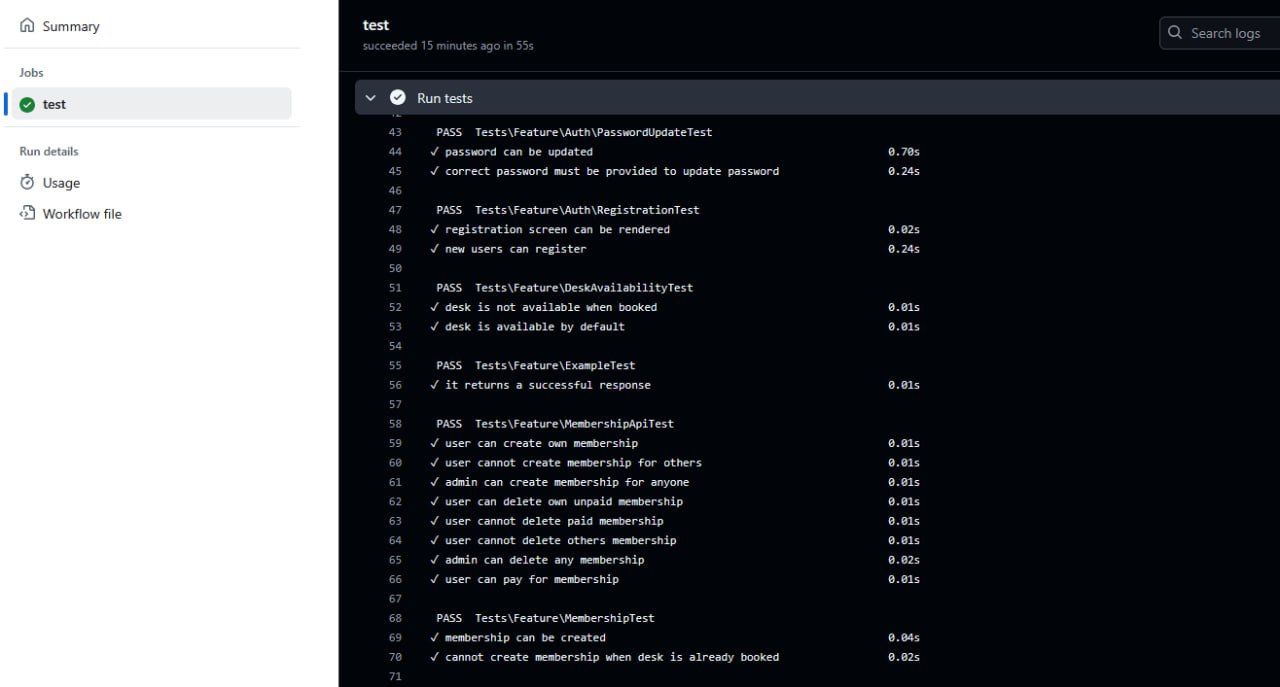 Summary
Jobs
test
Run details
Usage
Workflow file
test
succeeded 15 minutes ago in 55s
Search logs
Run tests
42
43 PASS Tests\Feature\Auth\PasswordUpdateTest
44 ✓ password can be updated 0.70s
45 ✓ correct password must be provided to update password 0.24s
46
47 PASS Tests\Feature\Auth\RegistrationTest
48 ✓ registration screen can be rendered 0.02s
49 ✓ new users can register 0.24s
50
51 PASS Tests\Feature\DeskAvailabilityTest
52 ✓ desk is not available when booked 0.01s
53 ✓ desk is available by default 0.01s
54
55 PASS Tests\Feature\ExampleTest
56 ✓ it returns a successful response 0.01s
57
58 PASS Tests\Feature\MembershipApiTest
59 ✓ user can create own membership 0.01s
60 ✓ user cannot create membership for others 0.01s
61 ✓ admin can create membership for anyone 0.01s
62 ✓ user can delete own unpaid membership 0.01s
63 ✓ user cannot delete paid membership 0.01s
64 ✓ user cannot delete others membership 0.01s
65 ✓ admin can delete any membership 0.02s
66 ✓ user can pay for membership 0.01s
67
68 PASS Tests\Feature\MembershipTest
69 ✓ membership can be created 0.04s
70 ✓ cannot create membership when desk is already booked 0.02s
71